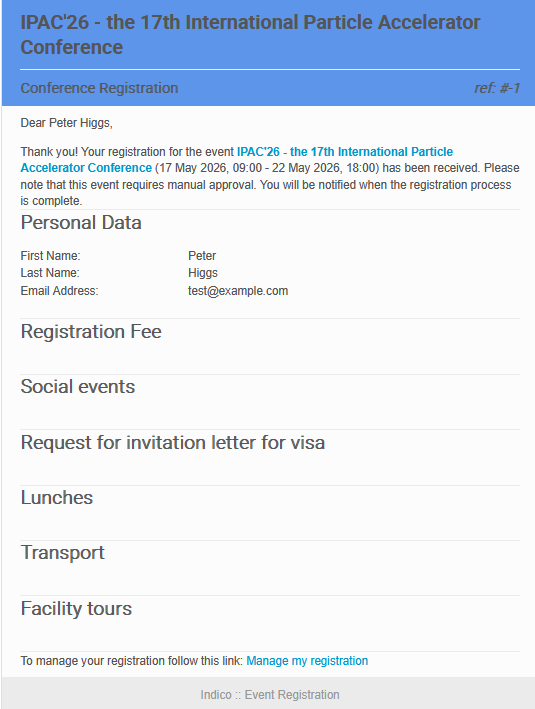 IPAC'26 - the 17th International Particle Accelerator
Conference
Conference Registration ref: #-1
Dear Peter Higgs,
Thank you! Your registration for the event IPAC'26 - the 17th International Particle
Accelerator Conference (17 May 2026, 09:00 - 22 May 2026, 18:00) has been received. Please
note that this event requires manual approval. You will be notified when the registration process
is complete.
Personal Data
First Name: Peter
Last Name: Higgs
Email Address: test@example.com
Registration Fee
Social events
Request for invitation letter for visa
Lunches
Transport
Facility tours
To manage your registration follow this link: Manage my registration
Indico :: Event Registration